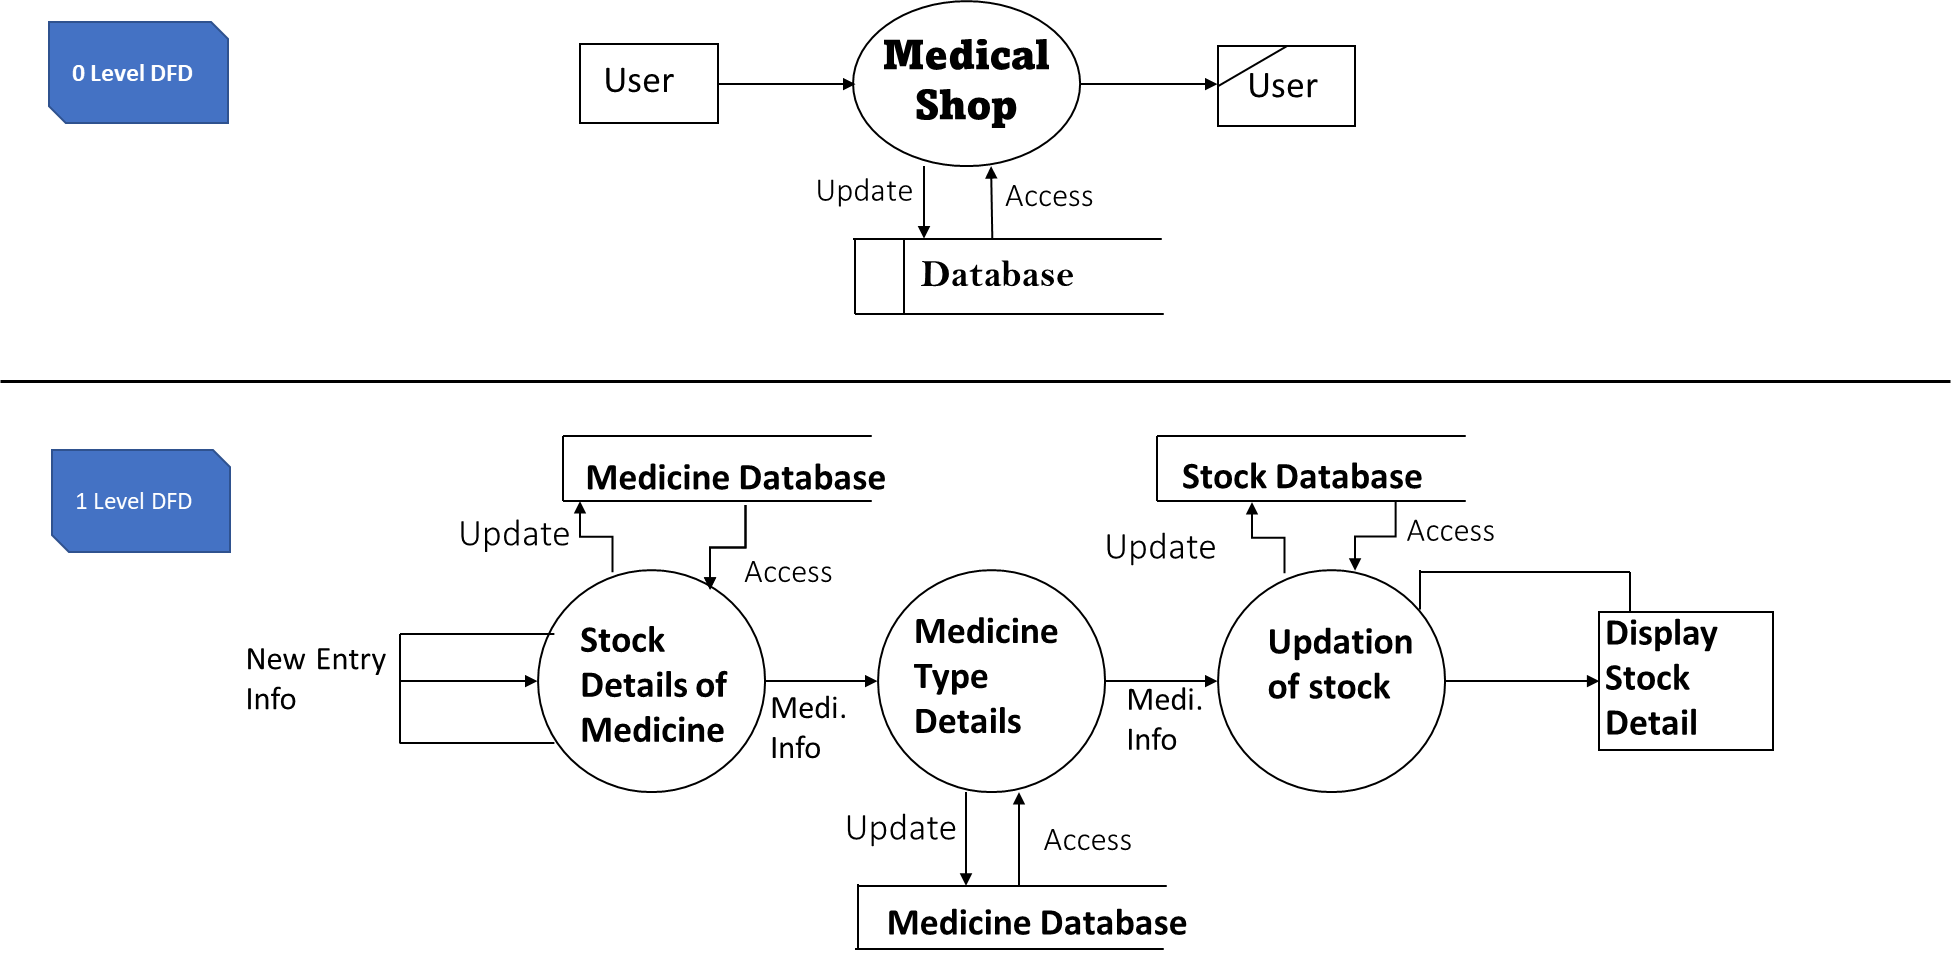 0 Level DFD
User
Medical
Shop
User
Update
Access
Database
1 Level DFD
Medicine Database
Stock Database
Update
Access
Update
Access
New Entry
Info
Stock
Details of
Medicine
Medi.
Info
Medicine
Type
Details
Medi.
Info
Updation
of stock
Display
Stock
Detail
Update
Access
Medicine Database